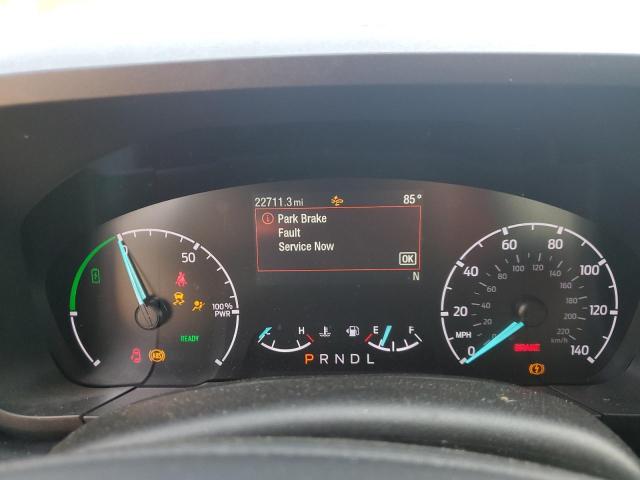 22711.3 mi 85°
Park Brake
Fault
Service Now
OK
N
50
100%
PWR
READY
ABS
C H E F
P R N D L
0 20 40 60 80 100 120 140
MPH
20 40 60 80 100 120 140 160 180 200 220
km/h
BRAKE